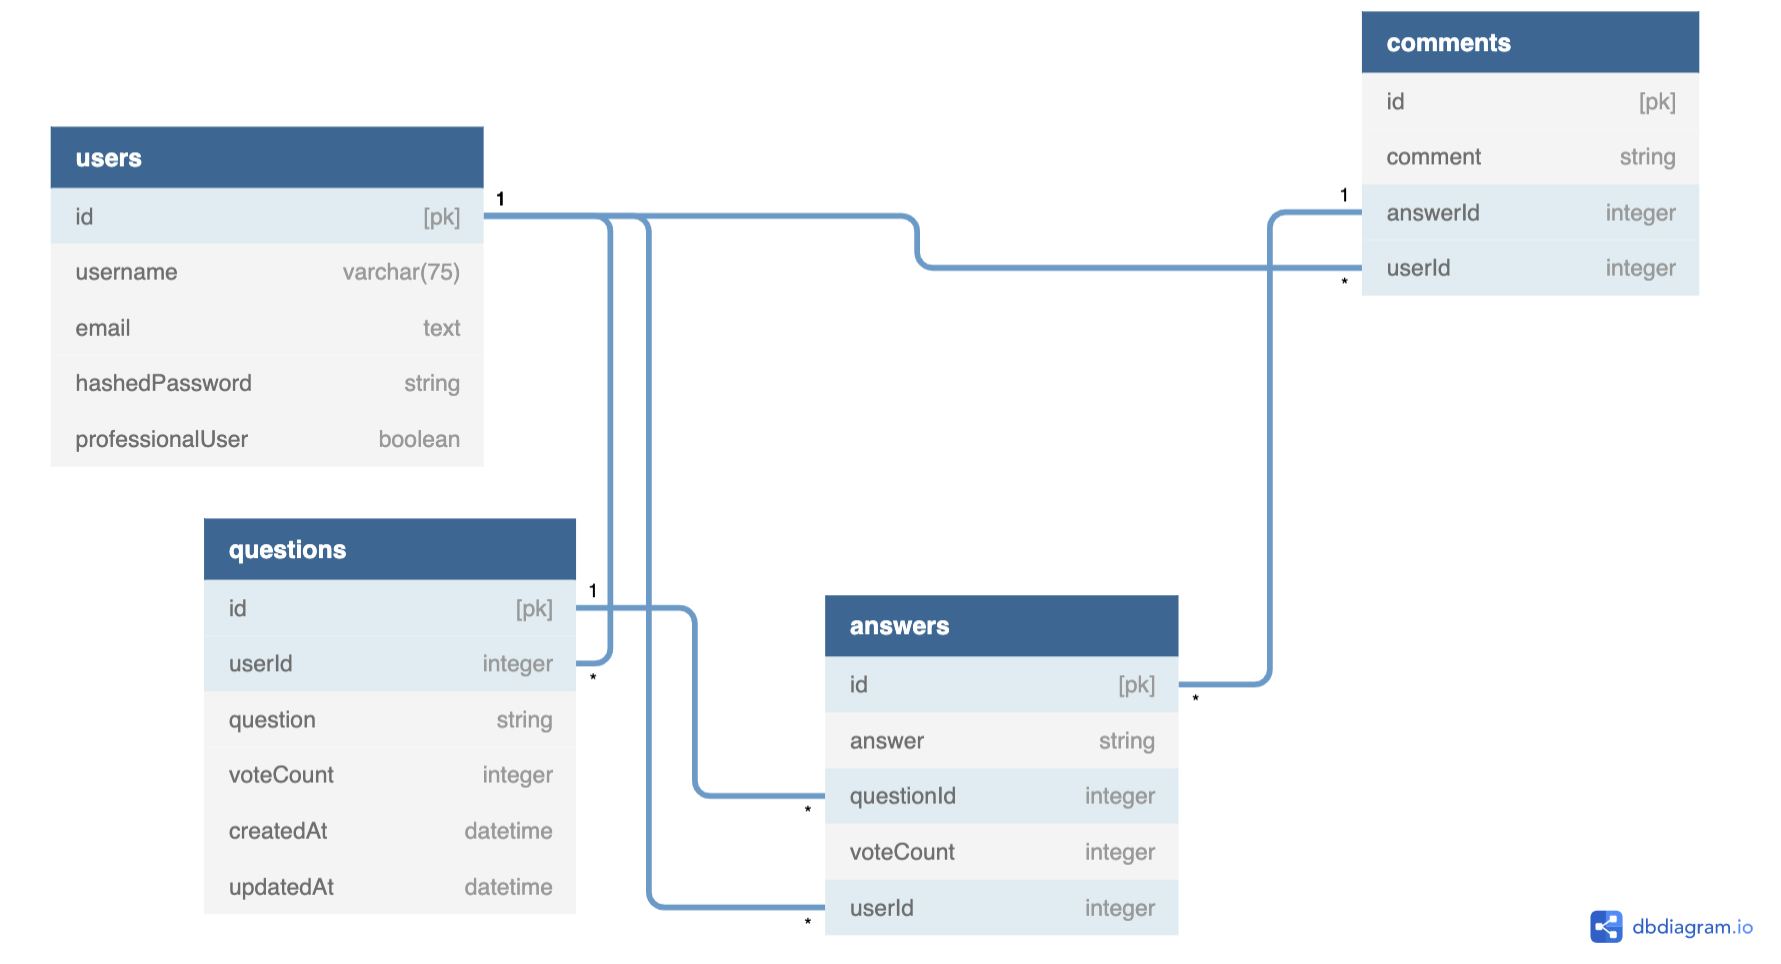 comments
id [pk]
comment string
1
answerId integer
userId integer
*
users
1
id [pk]
username varchar(75)
email text
hashedPassword string
professionalUser boolean
questions
1
id [pk]
userId integer
*
question string
voteCount integer
createdAt datetime
updatedAt datetime
answers
id [pk]
*
answer string
questionId integer
*
voteCount integer
userId integer
*
dbdiagram.io